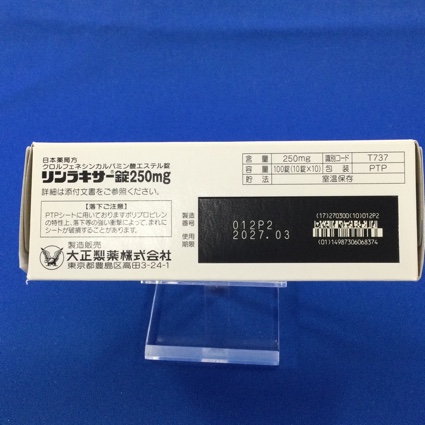 日本薬局方
クロルフェネシンカルバミン酸エステル錠
リンラキサー錠250mg
詳細は添付文書をご参照ください。
【落下ご注意】
PTPシートに用いておりますポリプロピレン
の特性上、落下等の強い衝撃によって、まれに
シートが破損することがあります。
製造販売
大正製薬株式会社
東京都豊島区高田3-24-1
含量 250mg 識別コード T737
容量 100錠(10錠×10) 包装 PTP
貯法 室温保存
製造番号 012P2
使用期限 2027.03
(17)270300(10)012P2
(01)14987306068374